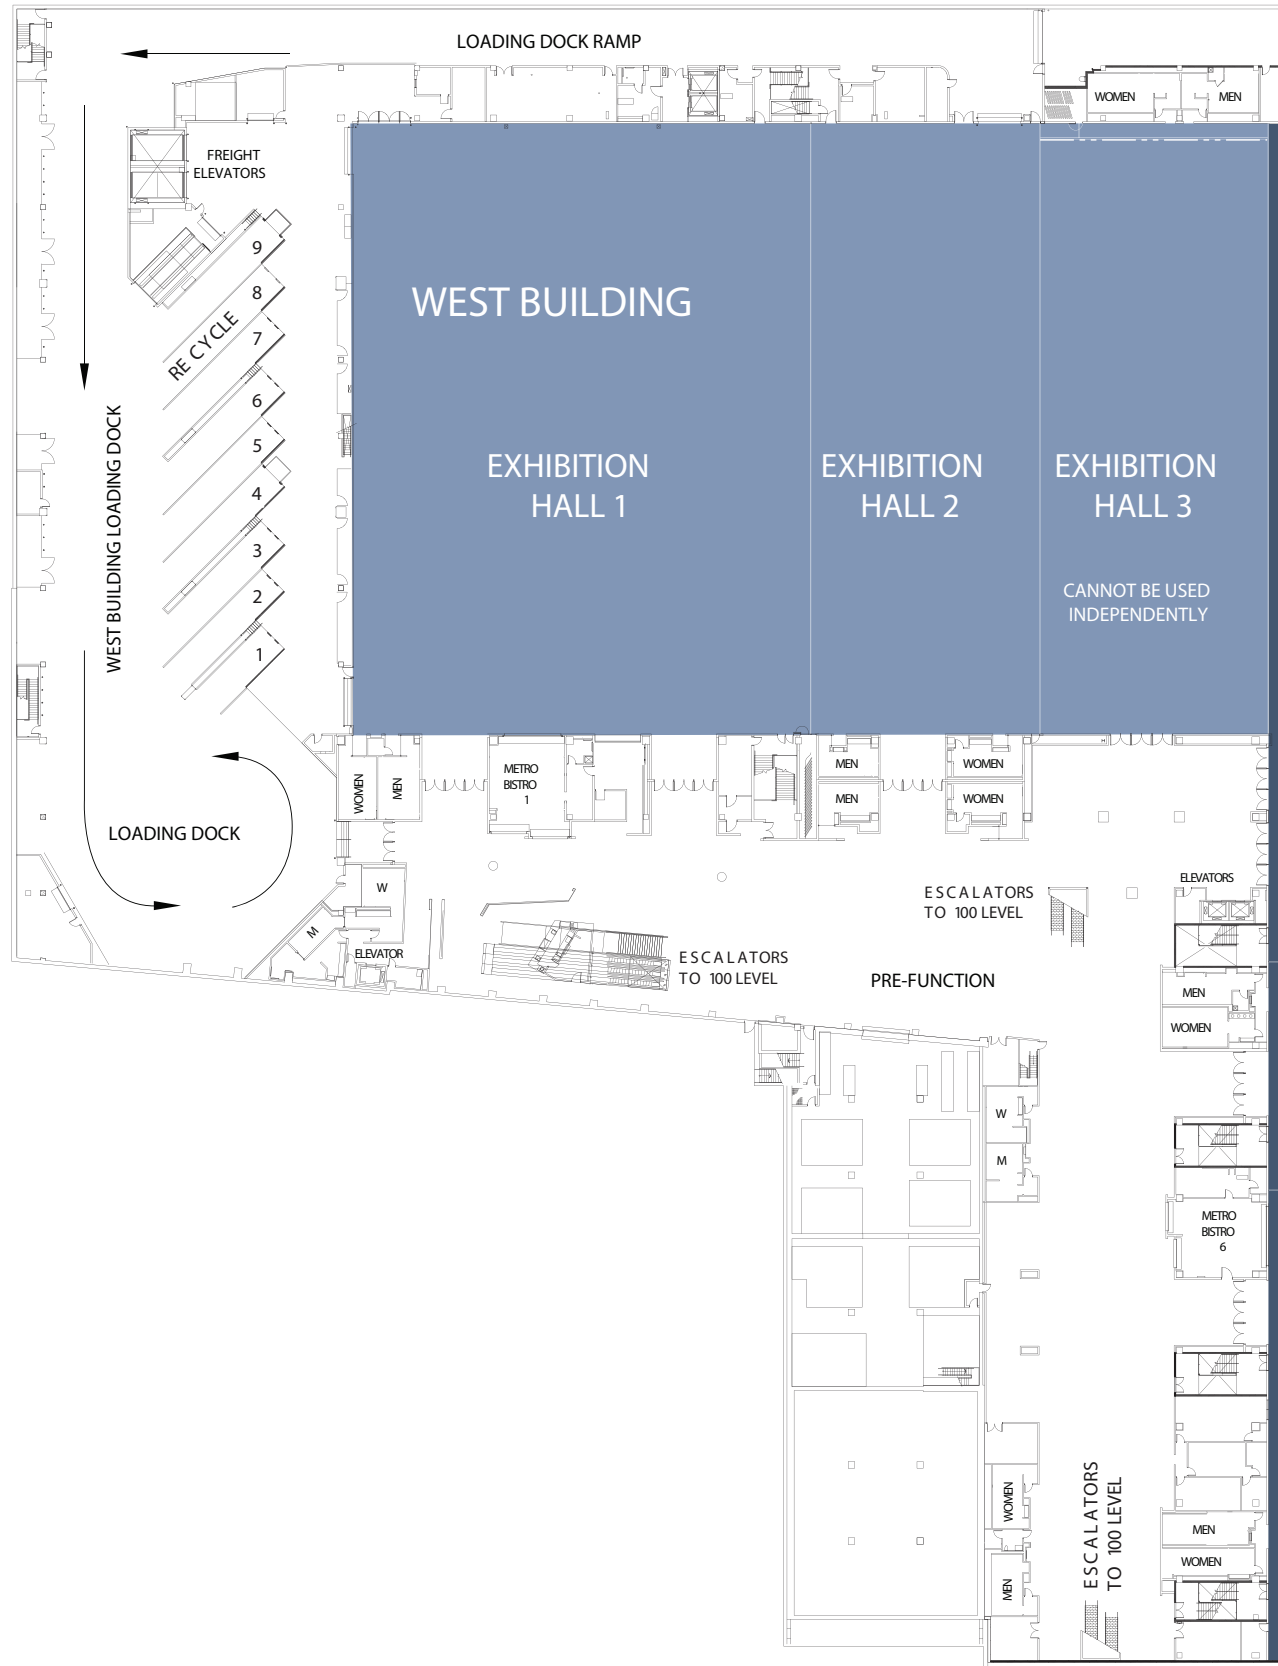 LOADING DOCK RAMP
WOMEN
MEN
FREIGHT
ELEVATORS
9
8
7
RE CYCLE
6
5
4
3
2
1
WEST BUILDING LOADING DOCK
WEST BUILDING
EXHIBITION
HALL 1
EXHIBITION
HALL 2
EXHIBITION
HALL 3
CANNOT BE USED
INDEPENDENTLY
WOMEN
MEN
METRO
BISTRO
1
MEN
WOMEN
MEN
WOMEN
LOADING DOCK
W
M
ELEVATOR
ESCALATORS
TO 100 LEVEL
ESCALATORS
TO 100 LEVEL
ELEVATORS
PRE-FUNCTION
MEN
WOMEN
W
M
METRO
BISTRO
6
WOMEN
MEN
ESCALATORS
TO 100 LEVEL
MEN
WOMEN